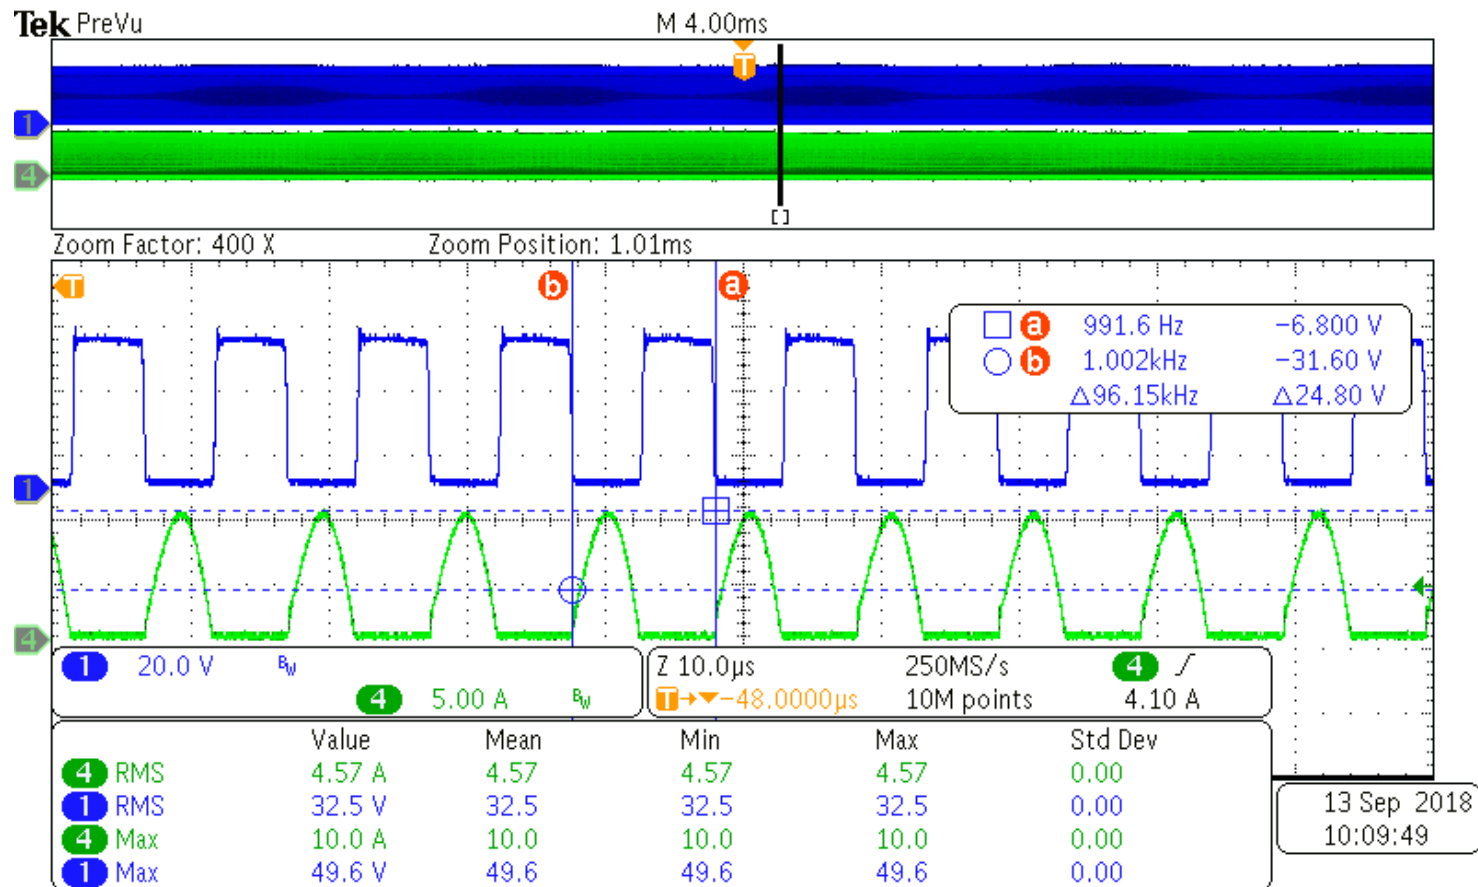 Tek PreVu M 4.00ms
T
1
4
[]
Zoom Factor: 400 X Zoom Position: 1.01ms
T b a
a 991.6 Hz −6.800 V
b 1.002kHz −31.60 V
Δ96.15kHz Δ24.80 V
1
4
1 20.0 V BW
4 5.00 A BW
Z 10.0µs 250MS/s 4
T→▼−48.0000µs 10M points 4.10 A
Value Mean Min Max Std Dev
4 RMS 4.57 A 4.57 4.57 4.57 0.00
1 RMS 32.5 V 32.5 32.5 32.5 0.00
4 Max 10.0 A 10.0 10.0 10.0 0.00
1 Max 49.6 V 49.6 49.6 49.6 0.00
13 Sep 2018
10:09:49